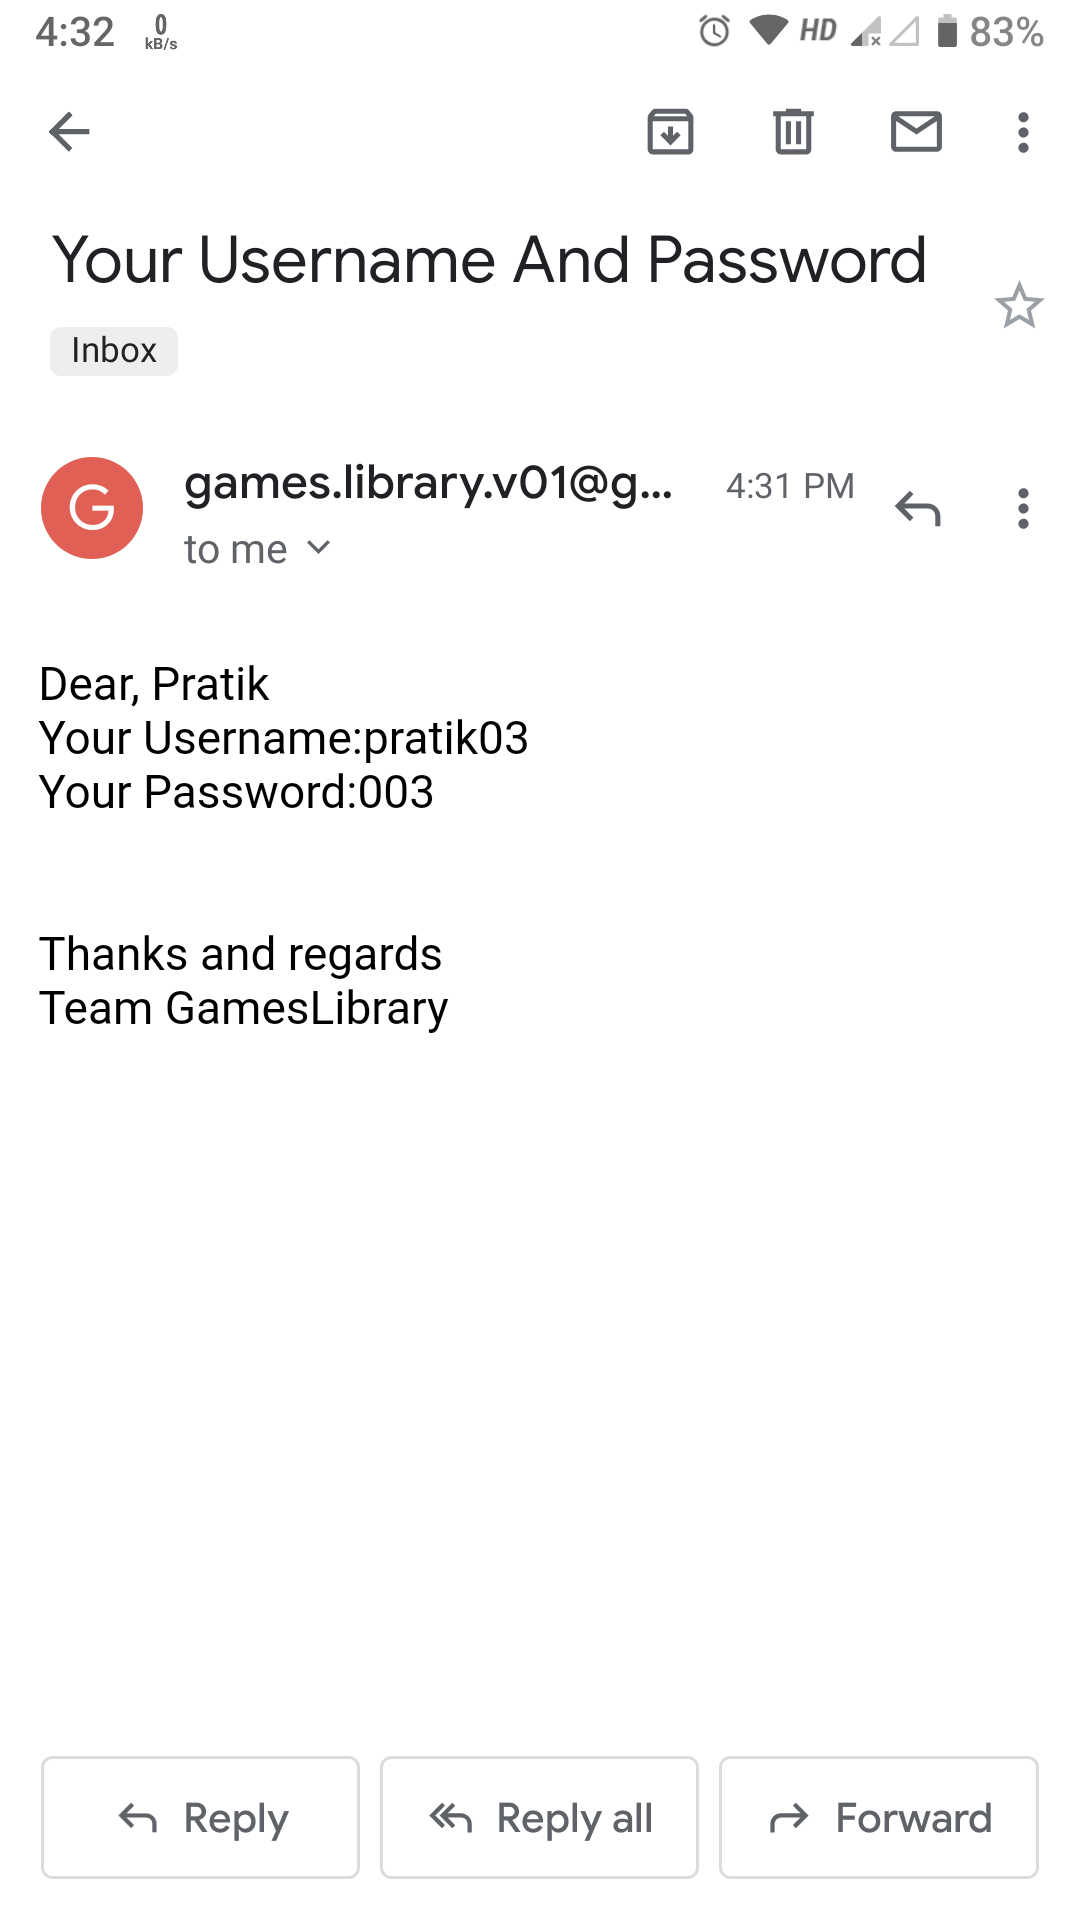 4:32 0 kB/s HD 83%
Your Username And Password
Inbox
G games.library.v01@g... 4:31 PM
to me
Dear, Pratik
Your Username:pratik03
Your Password:003
Thanks and regards
Team GamesLibrary
Reply Reply all Forward